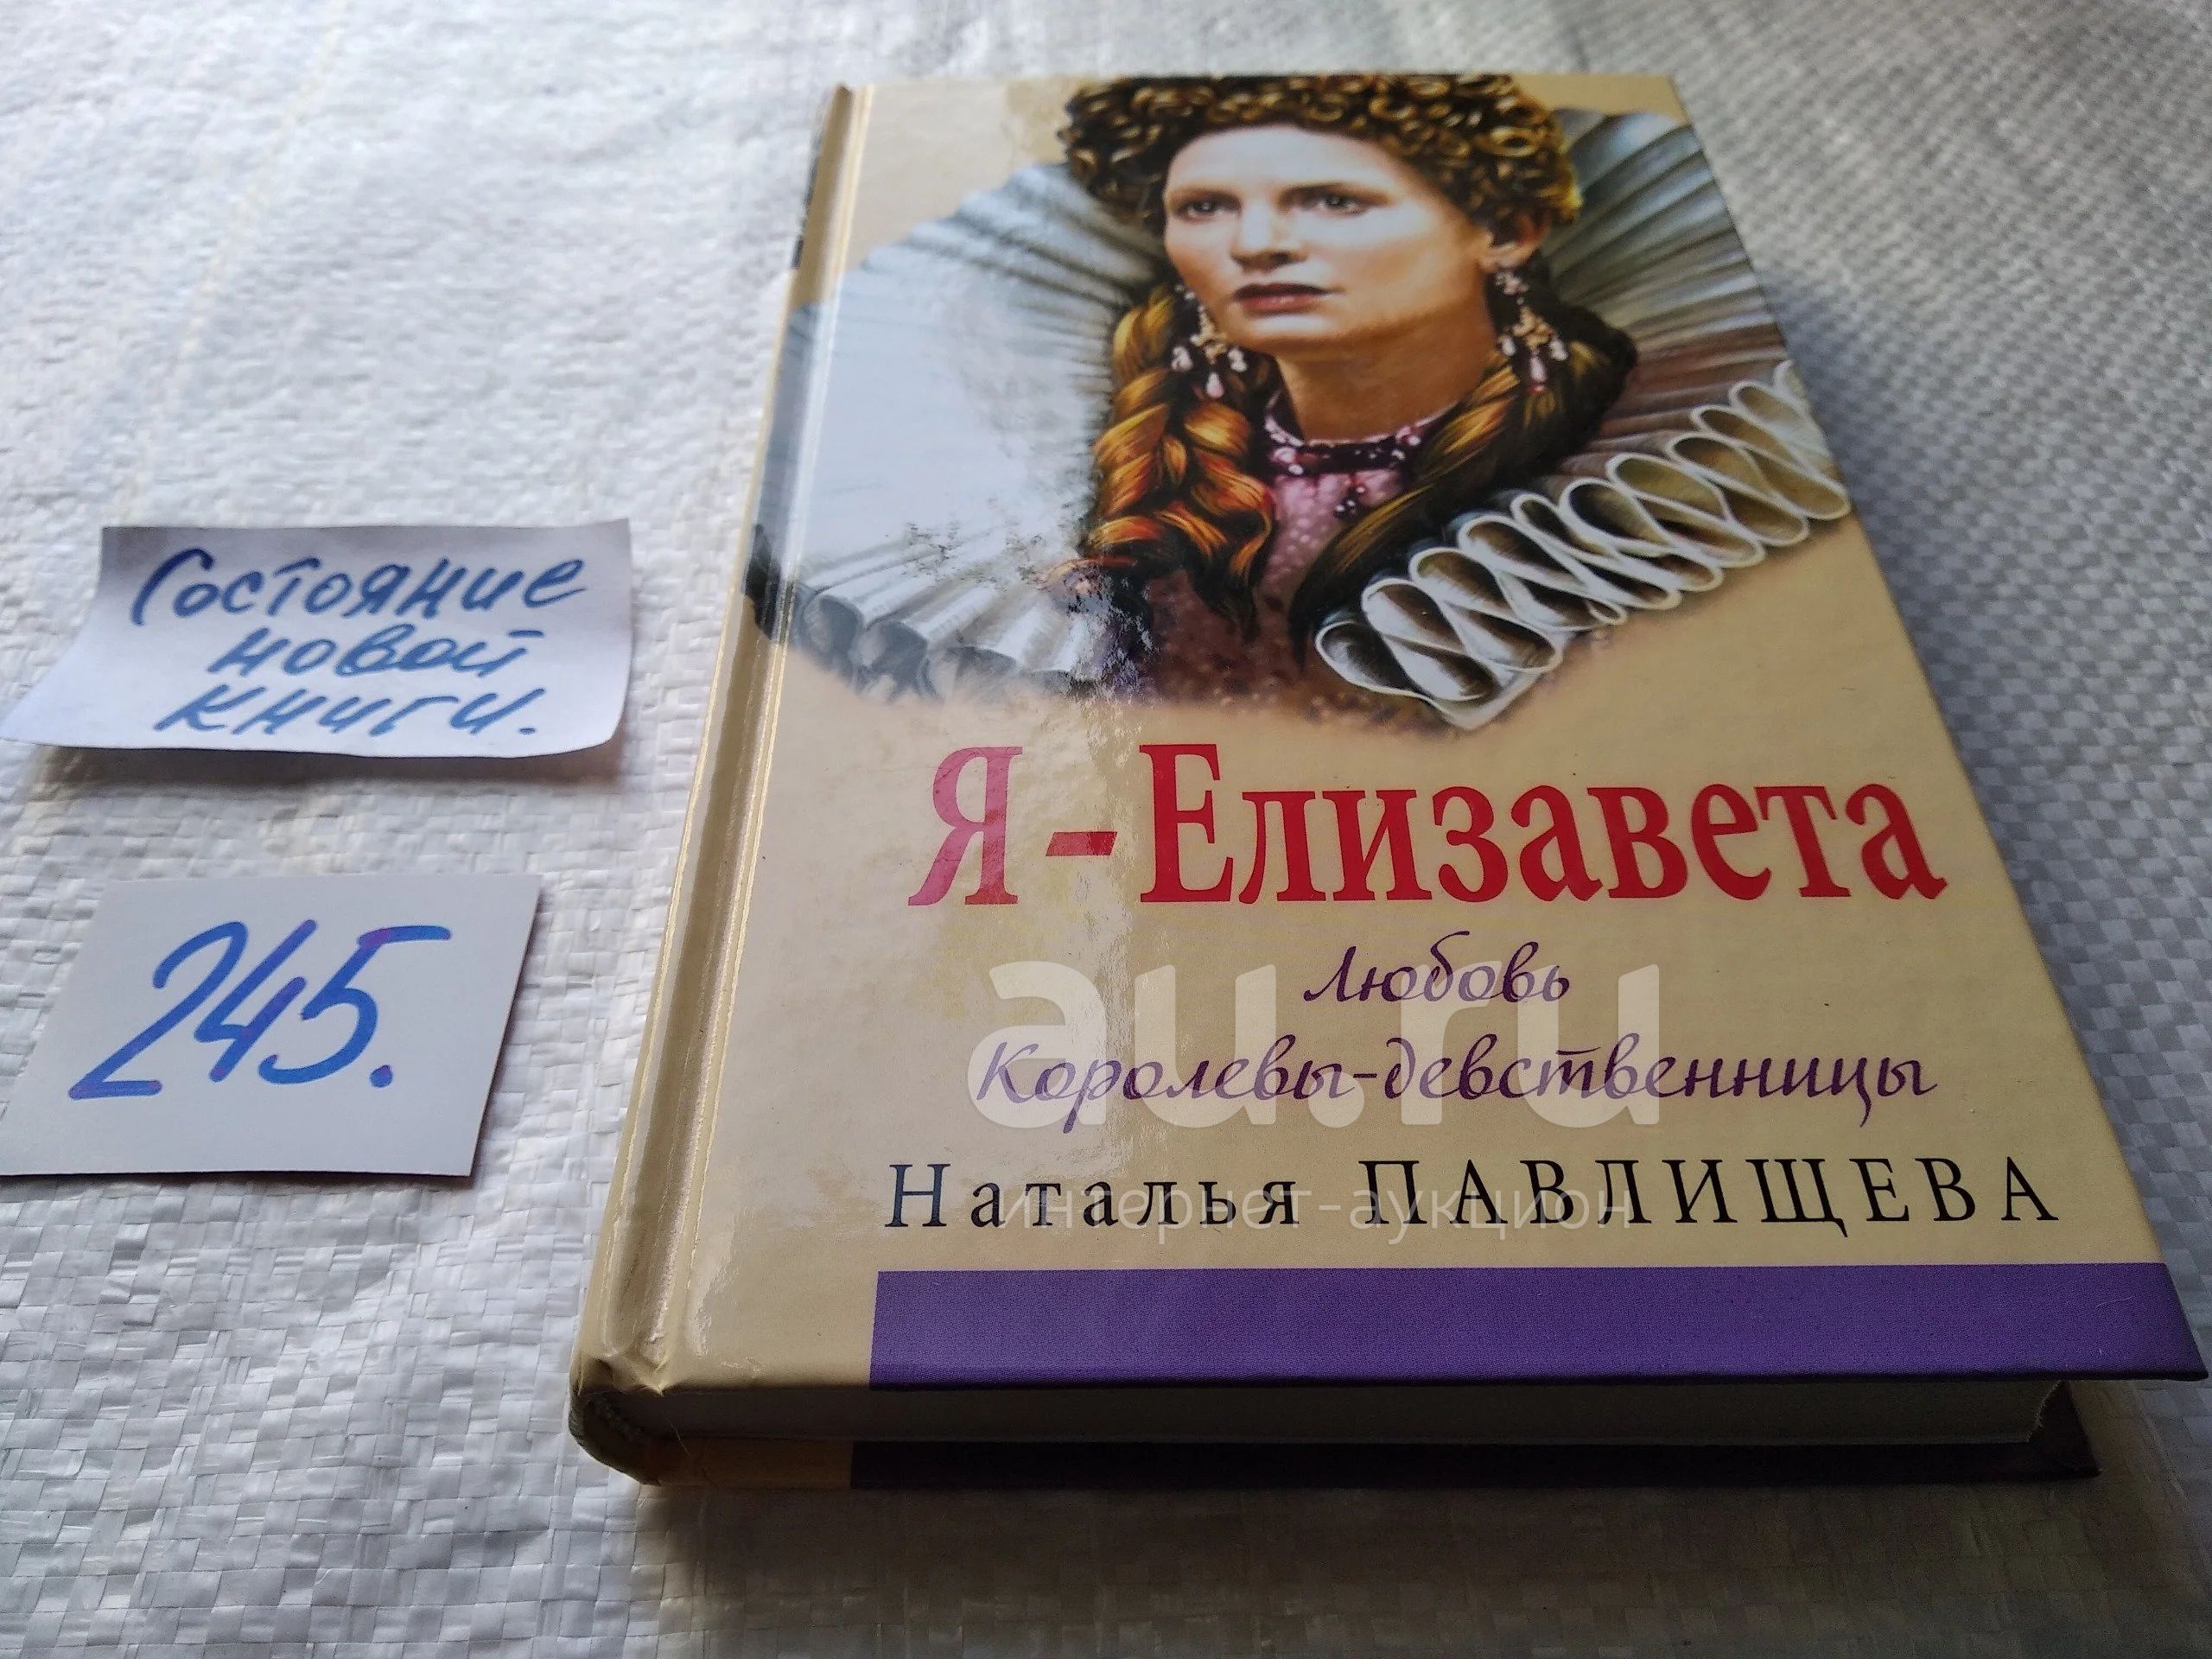 Состояние
новой
книги.
245.
Я - Елизавета
Любовь
Королевы-девственницы
Наталья ПАВЛИЩЕВА
au.ru
интернет-аукцион